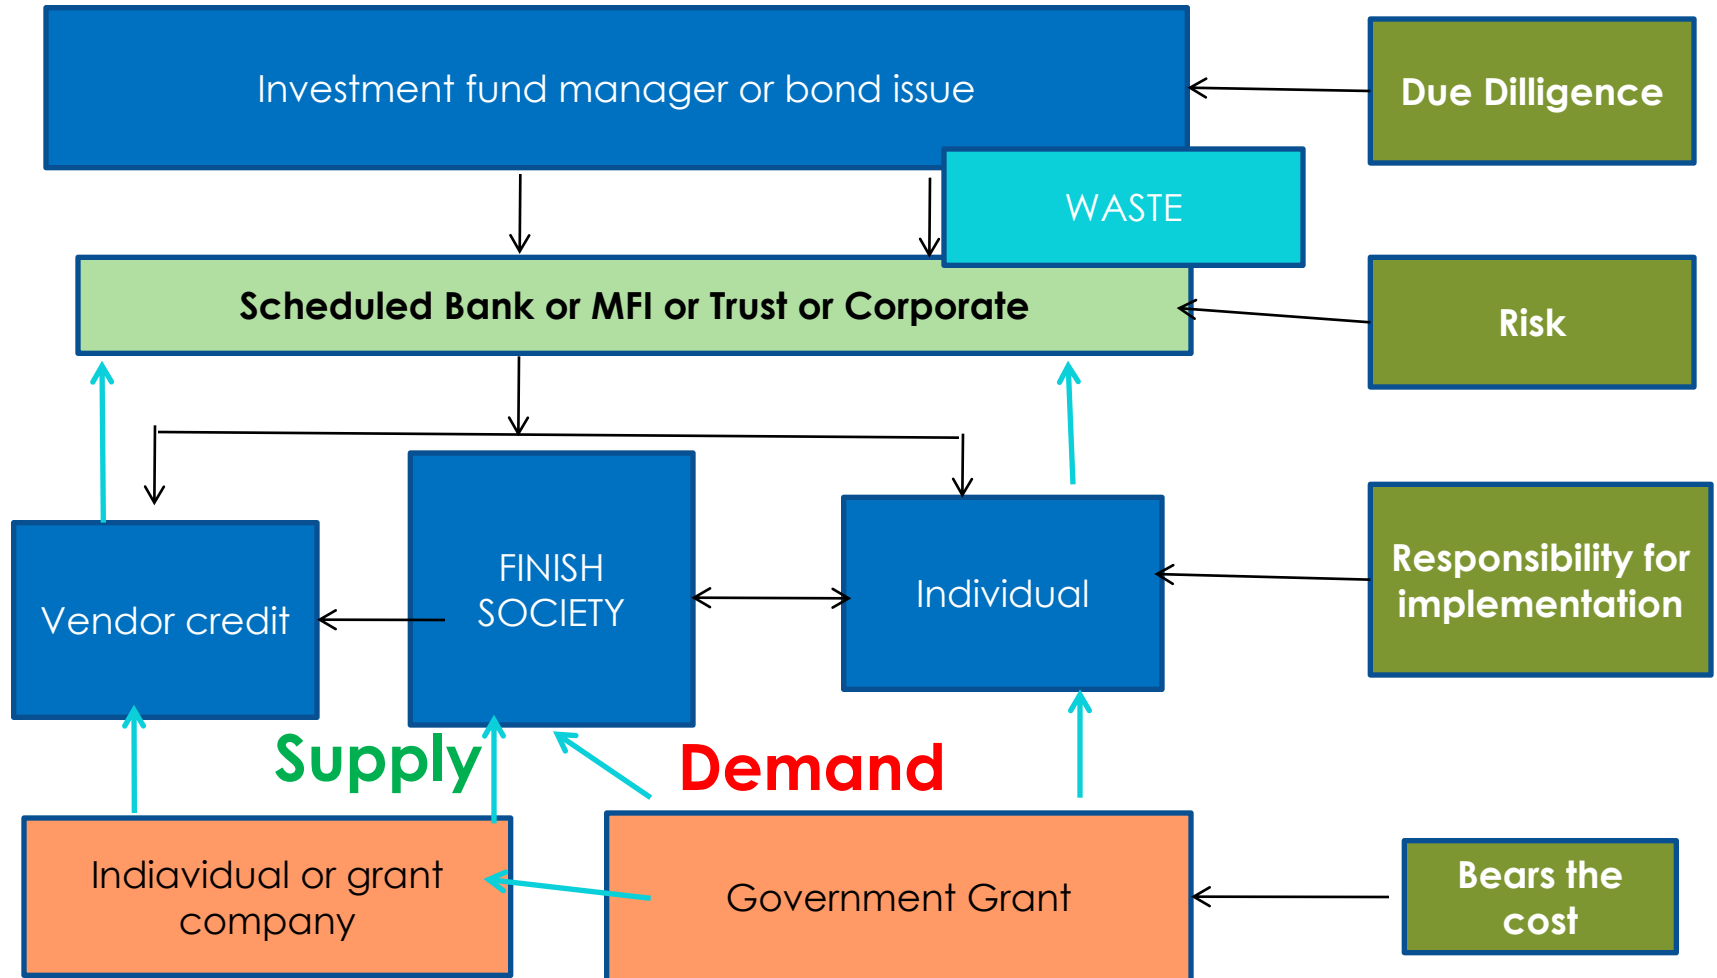 Investment fund manager or bond issue
Due Dilligence
WASTE
Scheduled Bank or MFI or Trust or Corporate
Risk
Vendor credit
FINISH
SOCIETY
Individual
Responsibility for
implementation
Supply
Demand
Indiavidual or grant
company
Government Grant
Bears the
cost